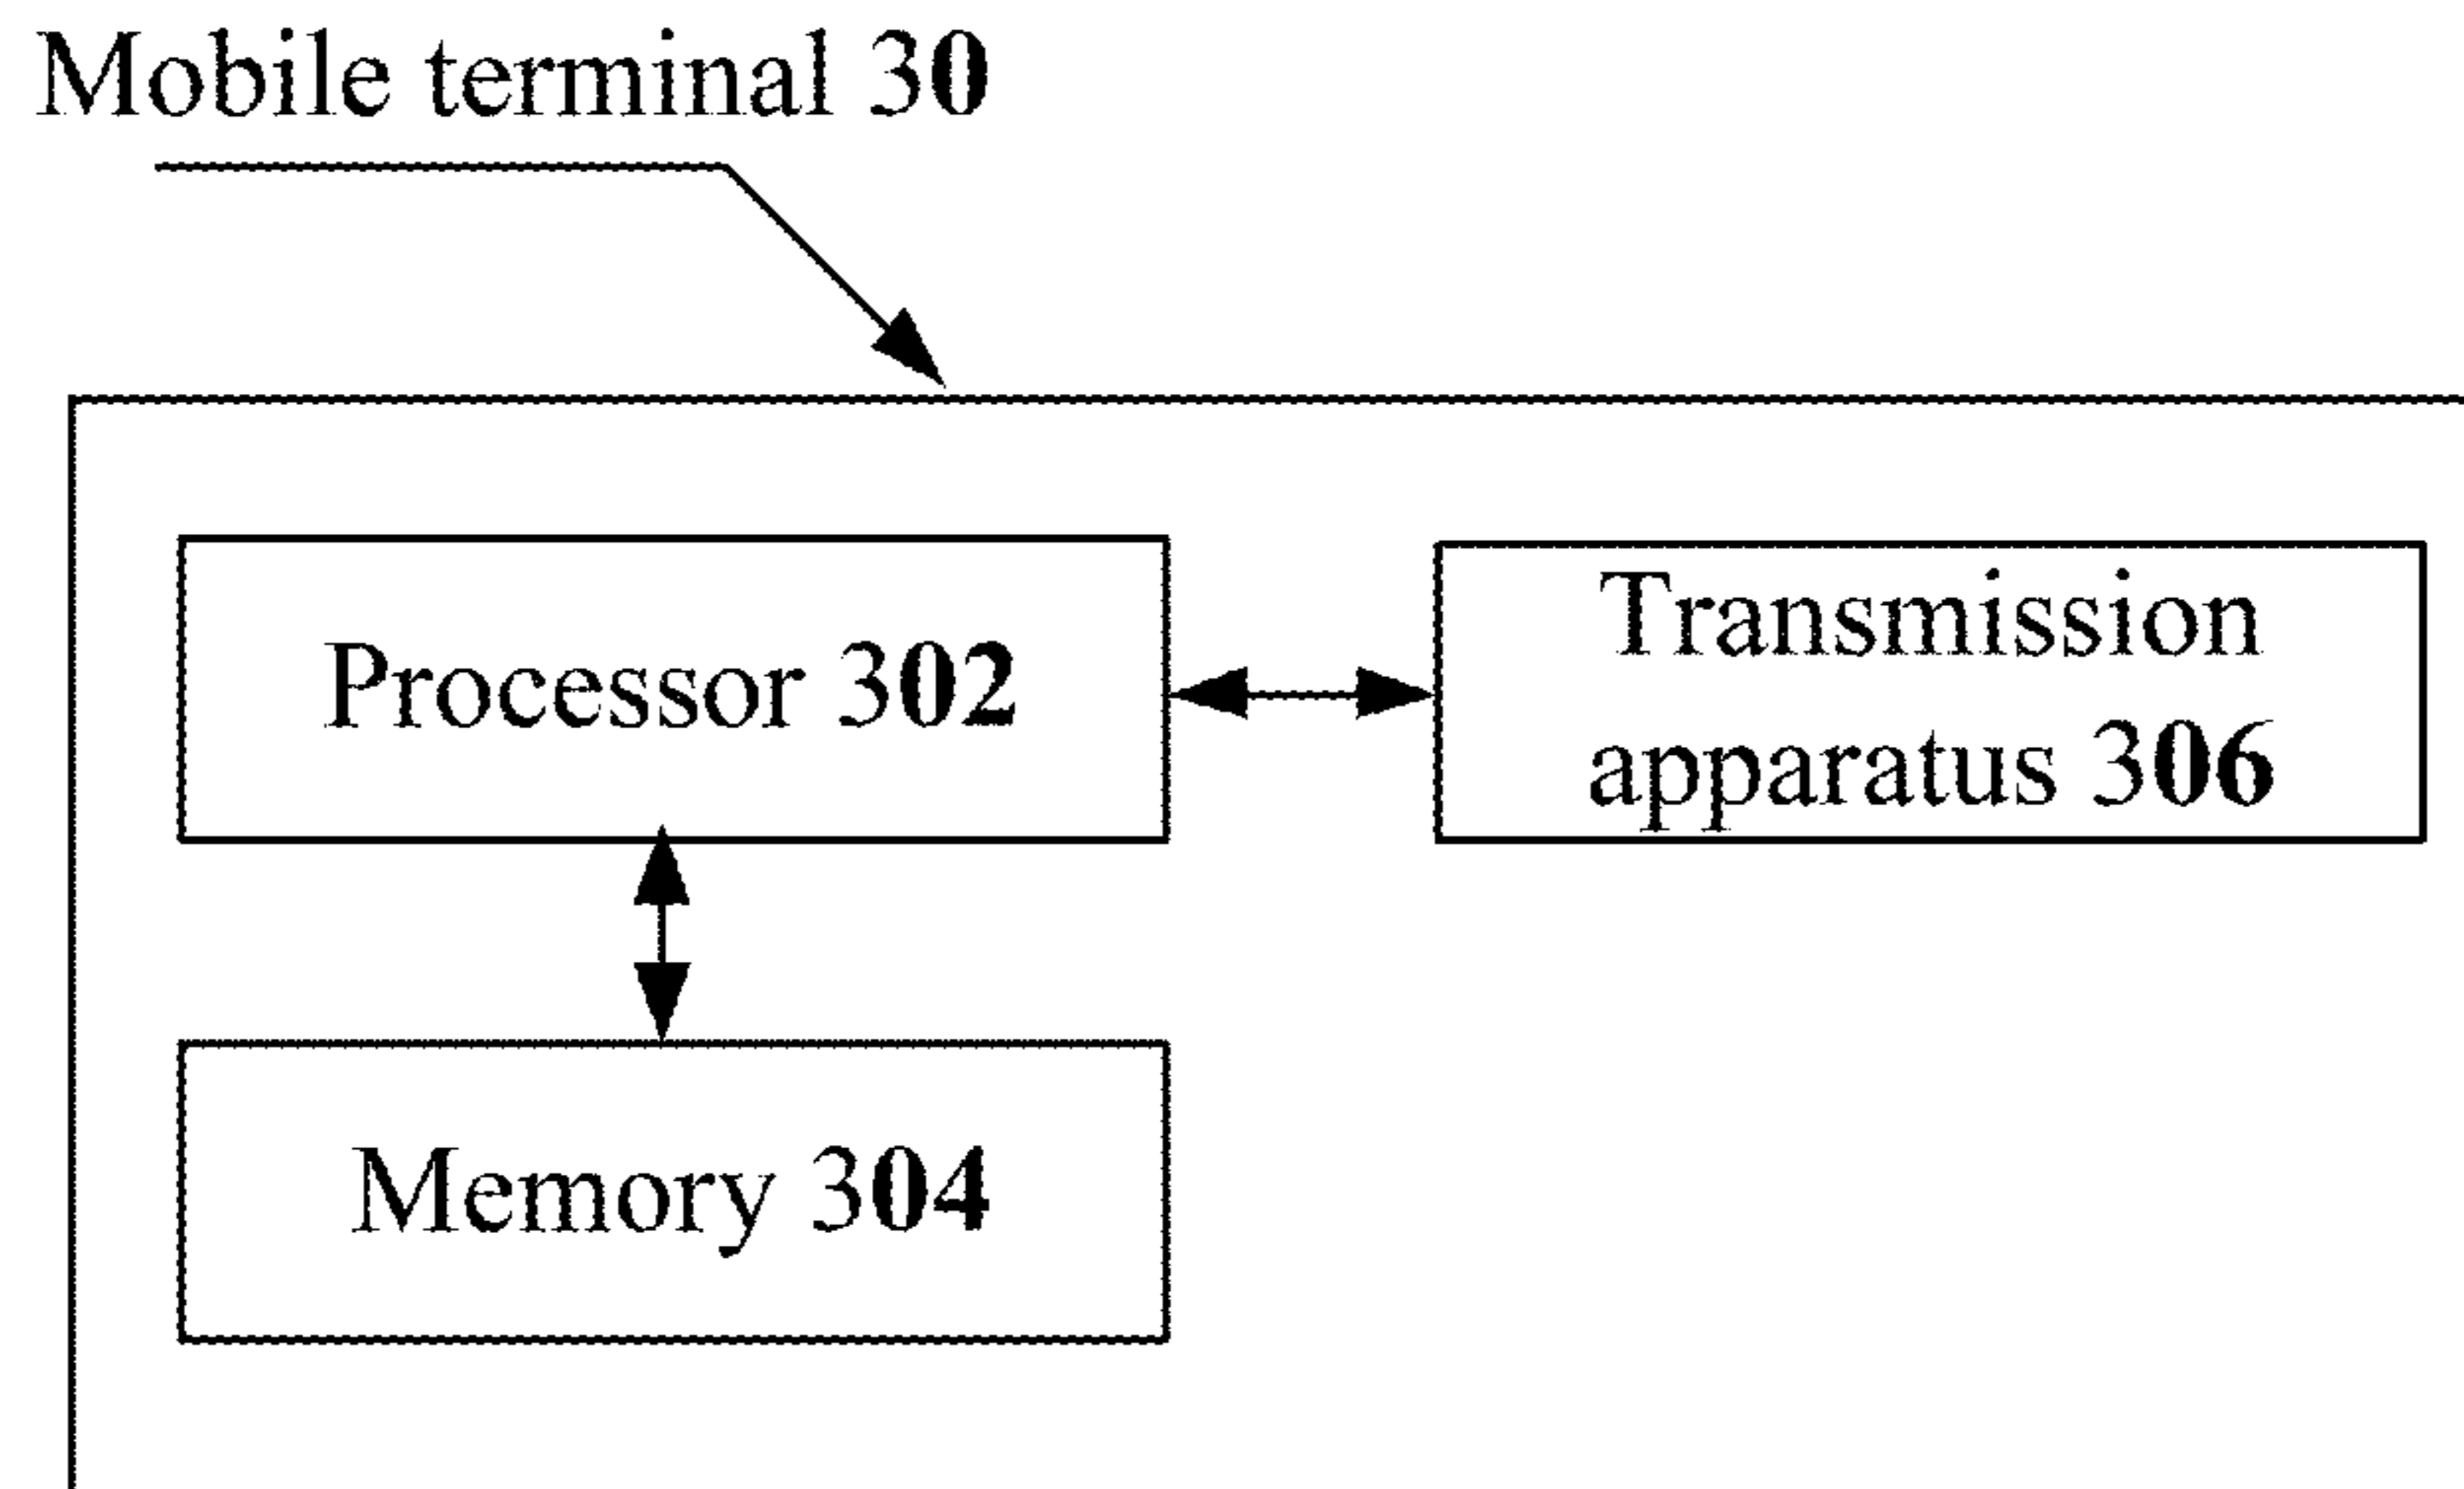 Mobile terminal 30
Processor 302
Transmission
apparatus 306
Memory 304